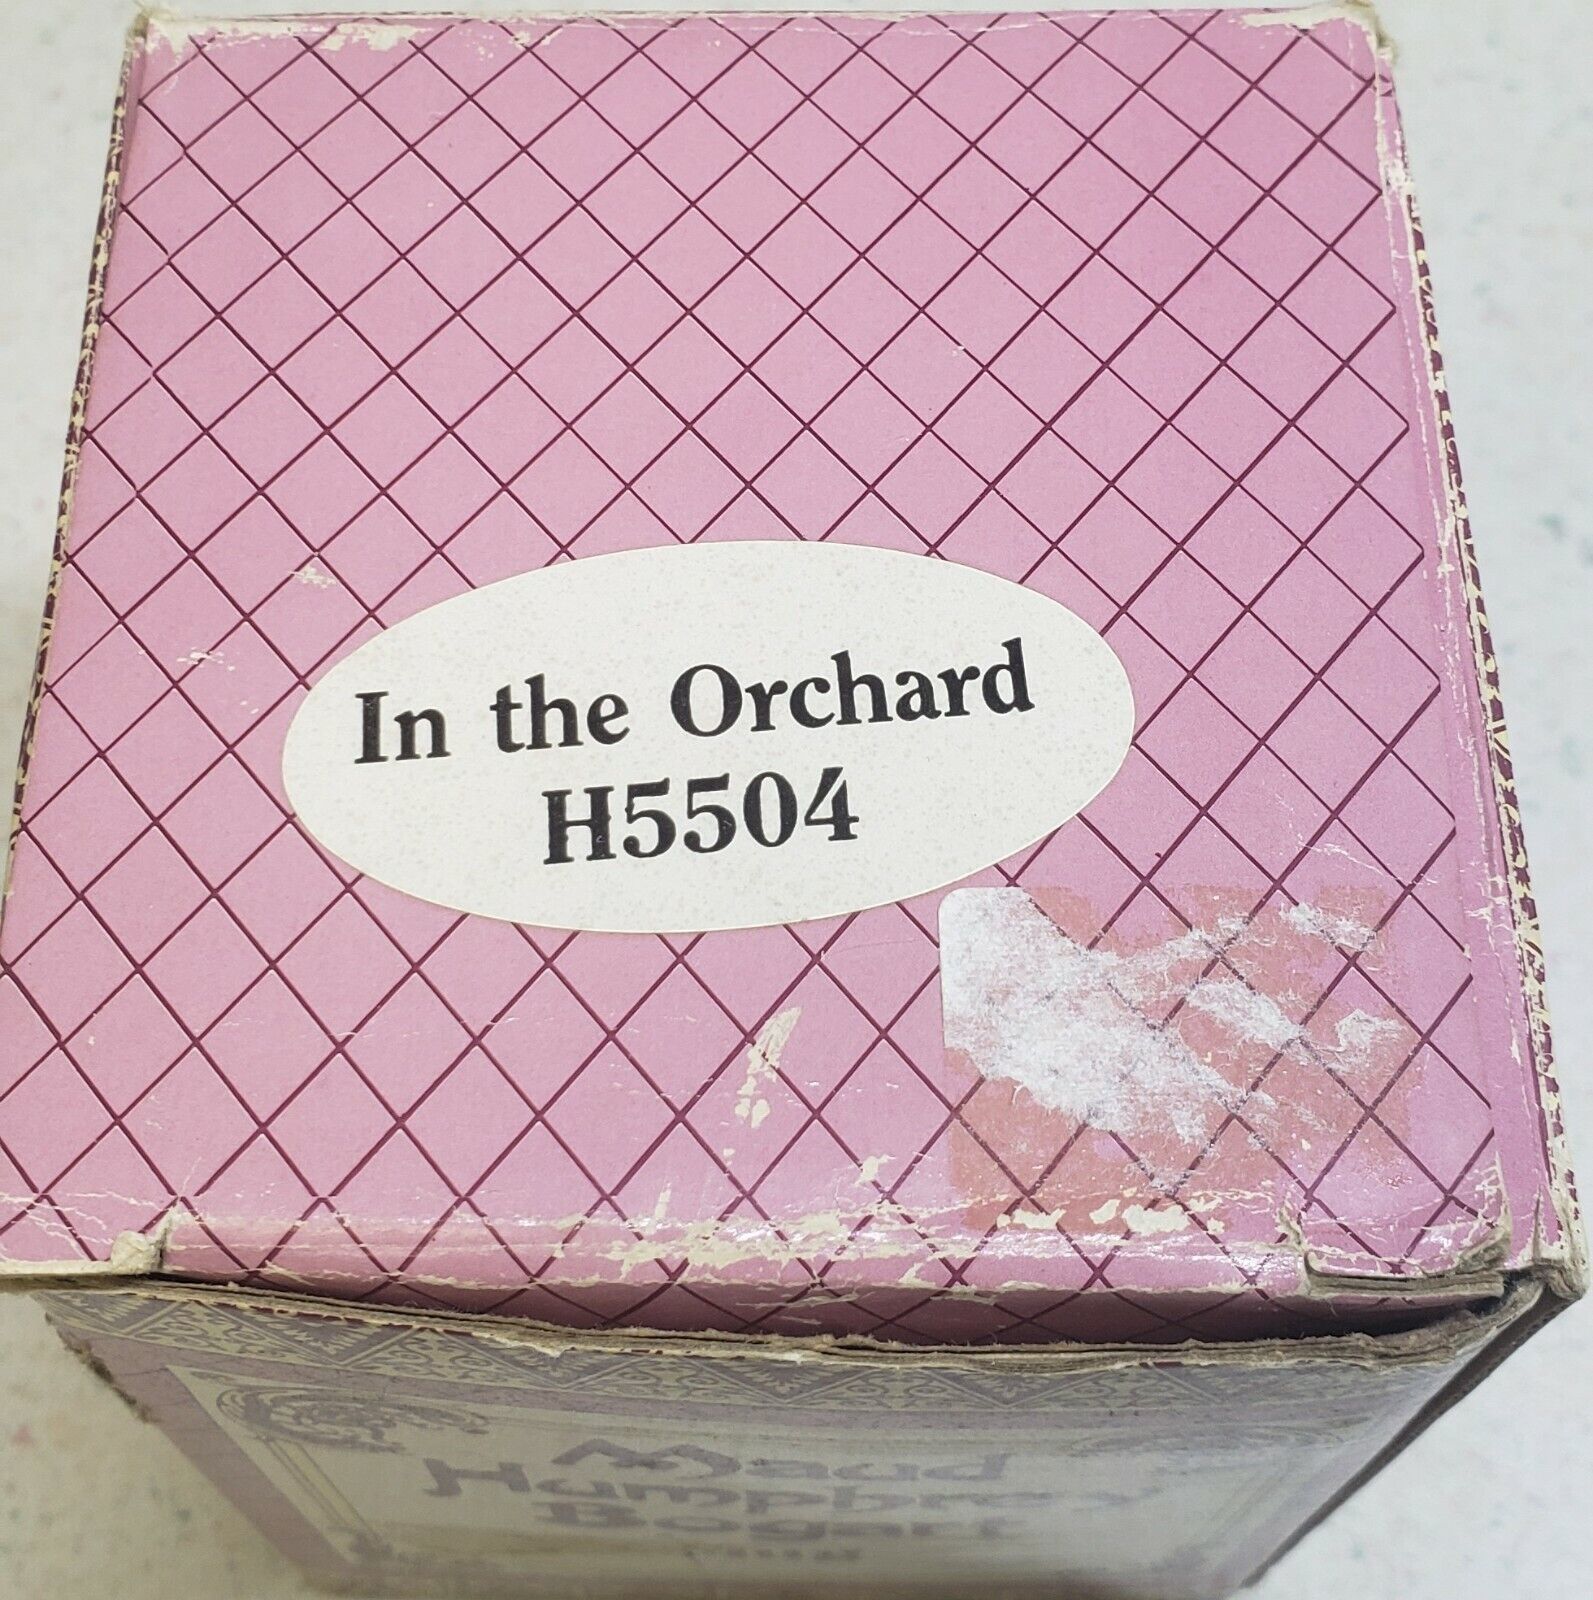 In the Orchard
H5504
Maud
Humphrey
Bogart